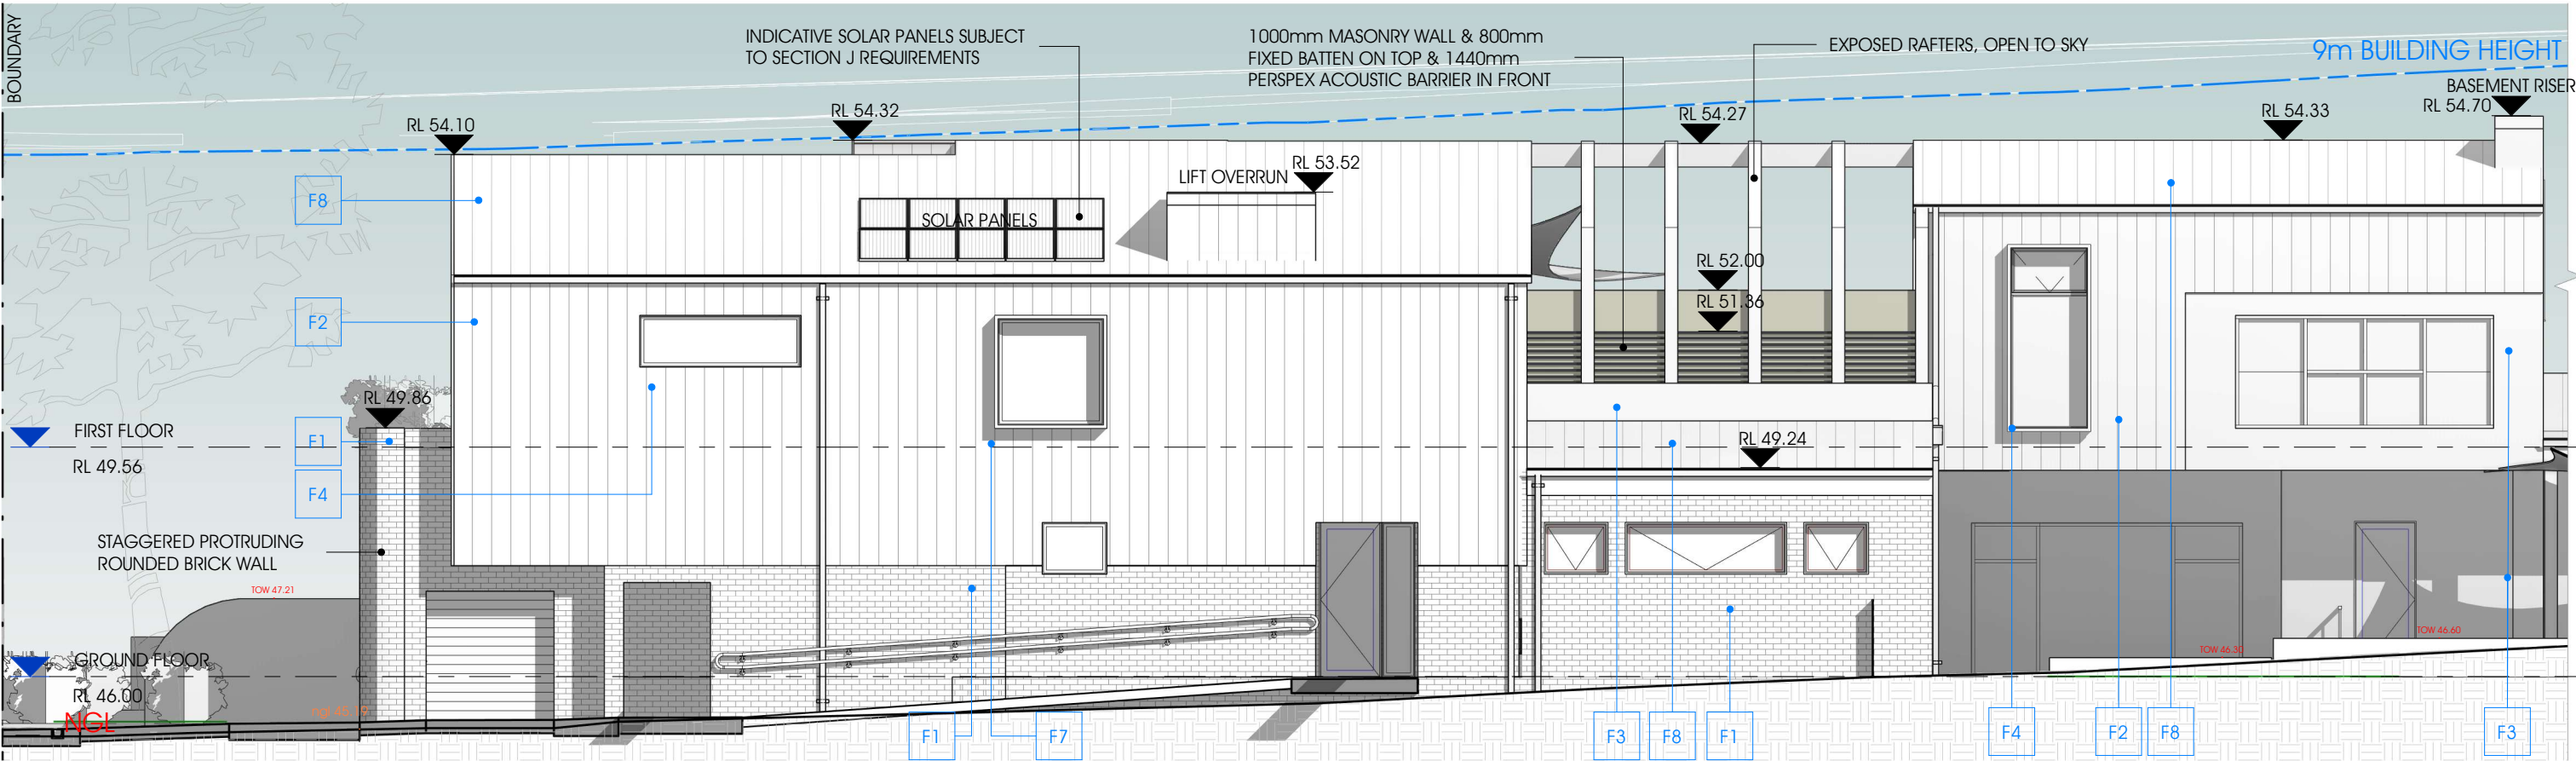 BOUNDARY
INDICATIVE SOLAR PANELS SUBJECT
TO SECTION J REQUIREMENTS
1000mm MASONRY WALL & 800mm
FIXED BATTEN ON TOP & 1440mm
PERSPEX ACOUSTIC BARRIER IN FRONT
EXPOSED RAFTERS, OPEN TO SKY
9m BUILDING HEIGHT
BASEMENT RISER
RL 54.70
RL 54.10
RL 54.32
RL 54.27
RL 54.33
LIFT OVERRUN
RL 53.52
F8
SOLAR PANELS
RL 52.00
RL 51.36
F2
RL 49.86
FIRST FLOOR
F1
RL 49.56
RL 49.24
F4
STAGGERED PROTRUDING
ROUNDED BRICK WALL
TOW 47.21
TOW 46.60
TOW 46.30
GROUND FLOOR
RL 46.00
NGL
F1
F7
F3
F8
F1
F4
F2
F8
F3